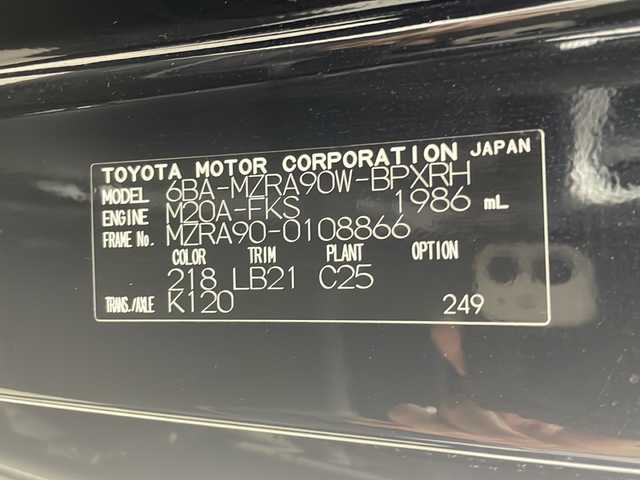 TOYOTA MOTOR CORPORATION JAPAN
MODEL 6BA-MZRA90W-BPXRH
ENGINE M20A-FKS 1986 mL
FRAME No. MZRA90-0108866
COLOR TRIM PLANT OPTION
218 LB21 C25
TRANS./AXLE K120 249